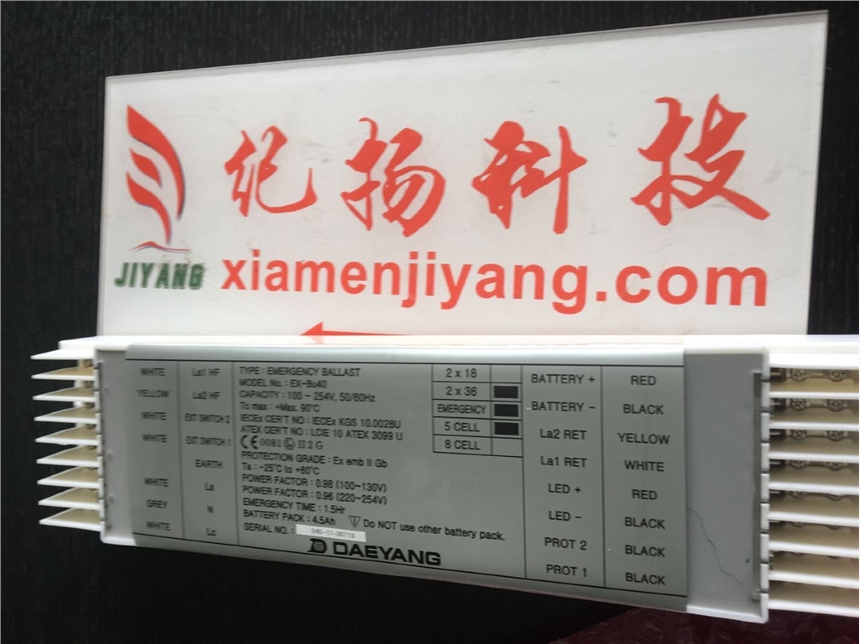 纪扬科技
JIYANG
xiamenjiyang.com
WHITE La1 HF
YELLOW La2 HF
WHITE EXT SWITCH 2
WHITE EXT SWITCH 1
EARTH
WHITE Ls
GREY N
WHITE Lc
TYPE : EMERGENCY BALLAST
MODEL No. : EX-Bu40
CAPACITY : 100 ~ 254V, 50/60Hz
Tc max : +Max. 90°C
IECEx CER'T NO : IECEx KGS 10.0028U
ATEX CER'T NO. : LCIE 10 ATEX 3099 U
CE 0081 Ex II 2 G
PROTECTION GRADE : Ex emb II Gb
Ta : -25°C to +60°C
POWER FACTOR : 0.98 (100~130V)
POWER FACTOR : 0.96 (220~254V)
EMERGENCY TIME : 1.5Hr
BATTERY PACK : 4.5Ah Do NOT use other battery pack.
SERIAL NO. :
DAEYANG
2 x 18
2 x 36
EMERGENCY
5 CELL
8 CELL
BATTERY + RED
BATTERY - BLACK
La2 RET YELLOW
La1 RET WHITE
LED + RED
LED - BLACK
PROT 2 BLACK
PROT 1 BLACK